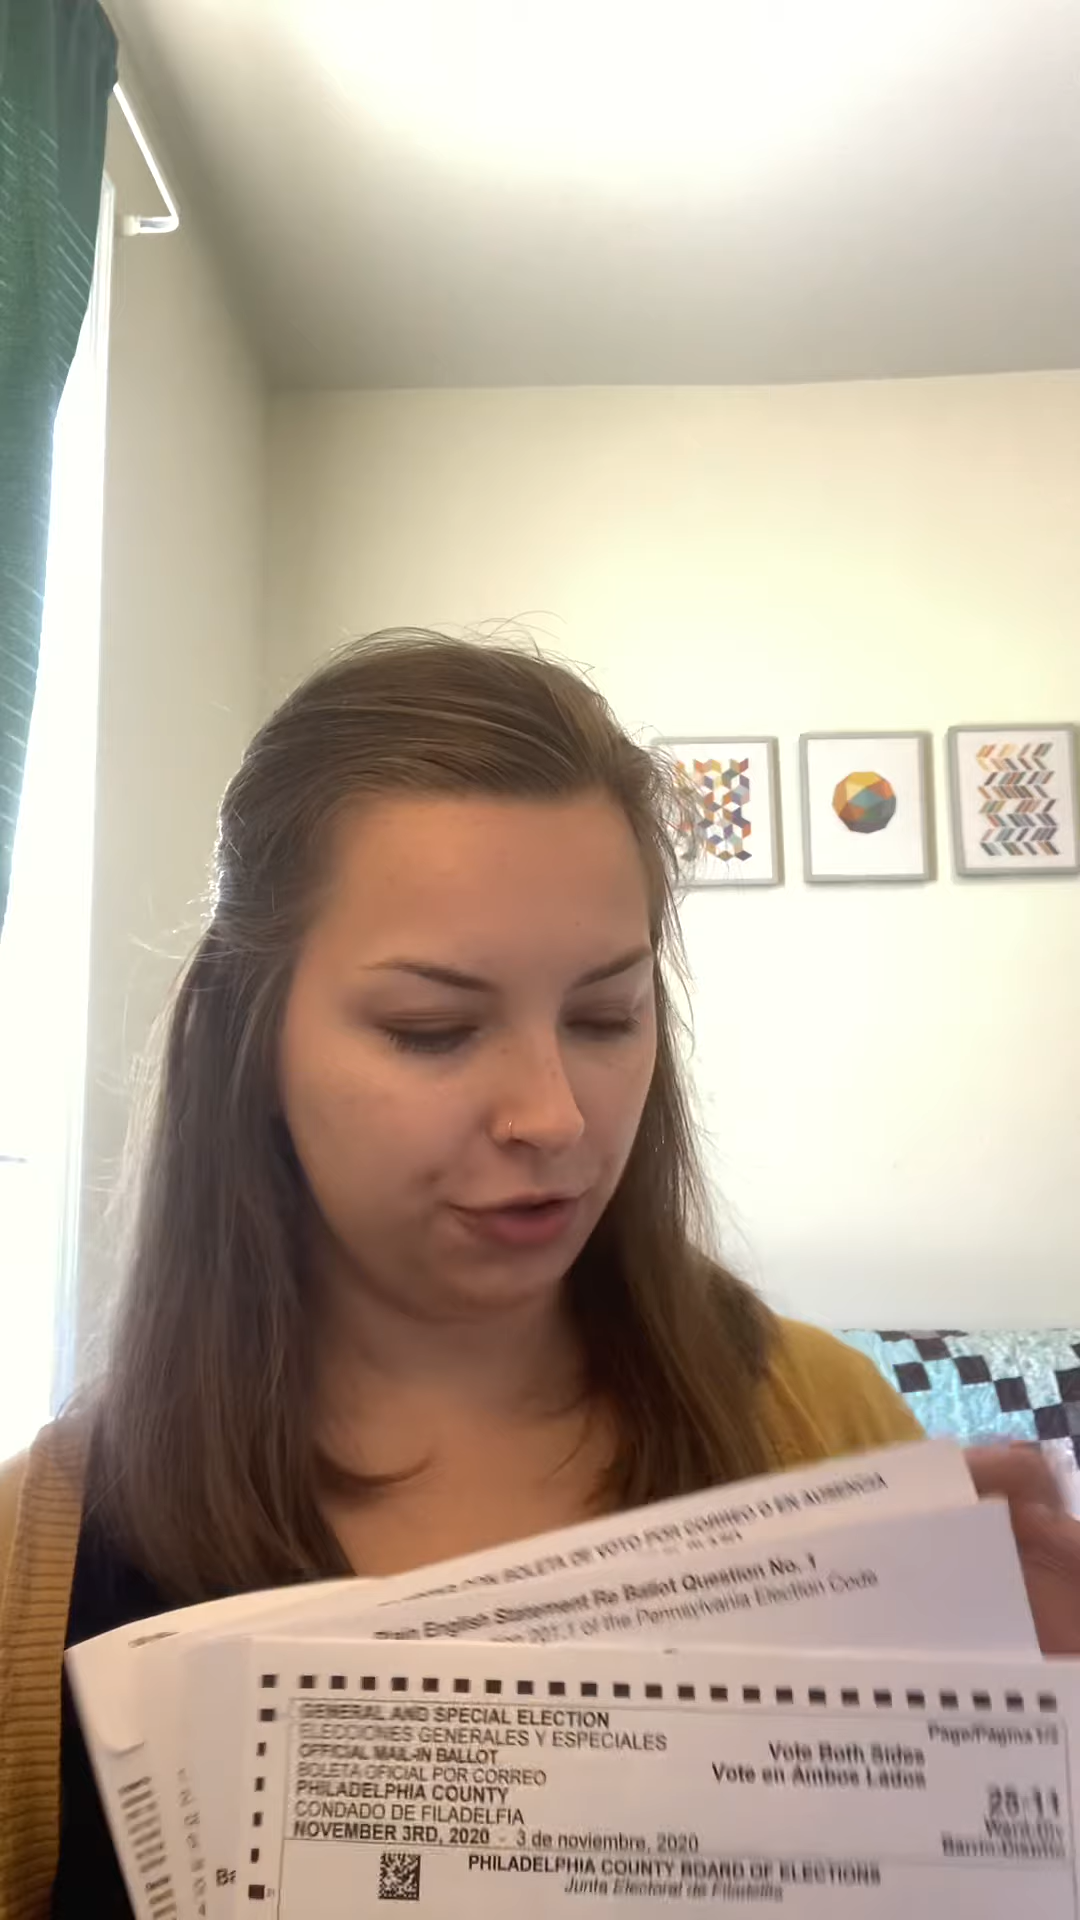 CON BOLETA DE VOTO POR CORREO O EN AUSENCIA
Plain English Statement Re Ballot Question No. 1
201.1 of the Pennsylvania Election Code
GENERAL AND SPECIAL ELECTION
ELECCIONES GENERALES Y ESPECIALES
OFFICIAL MAIL-IN BALLOT
BOLETA OFICIAL POR CORREO
PHILADELPHIA COUNTY
CONDADO DE FILADELFIA
NOVEMBER 3RD, 2020 - 3 de noviembre, 2020
Page/Página 1/2
Vote Both Sides
Vote en Ambos Lados
Ward-Div
Barrio-Distrito
PHILADELPHIA COUNTY BOARD OF ELECTIONS
Junta Electoral de Filadelfia